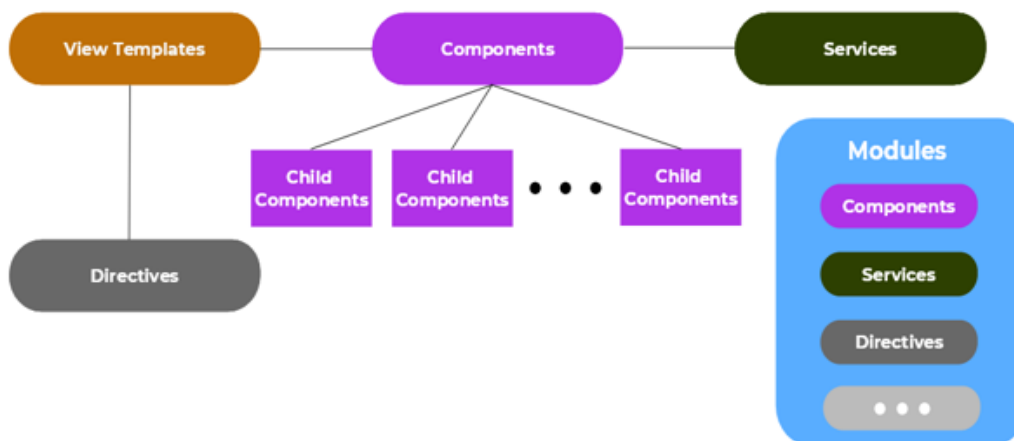 View Templates
Components
Services
Child
Components
Child
Components
Child
Components
Directives
Modules
Components
Services
Directives